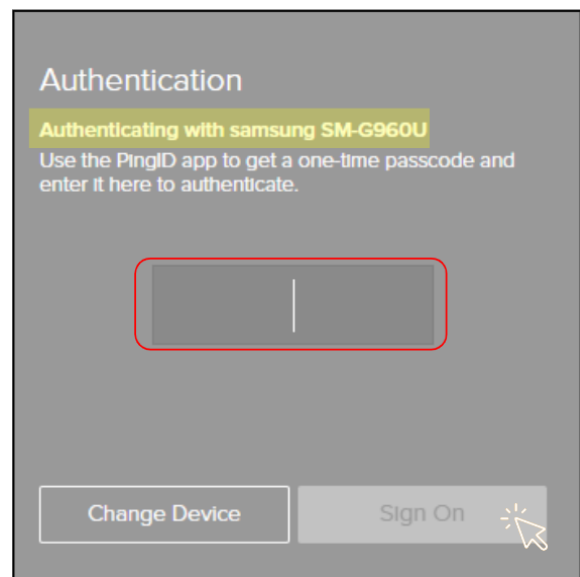 Authentication
Authenticating with samsung SM-G960U
Use the PingID app to get a one-time passcode and
enter it here to authenticate.
Change Device
Sign On